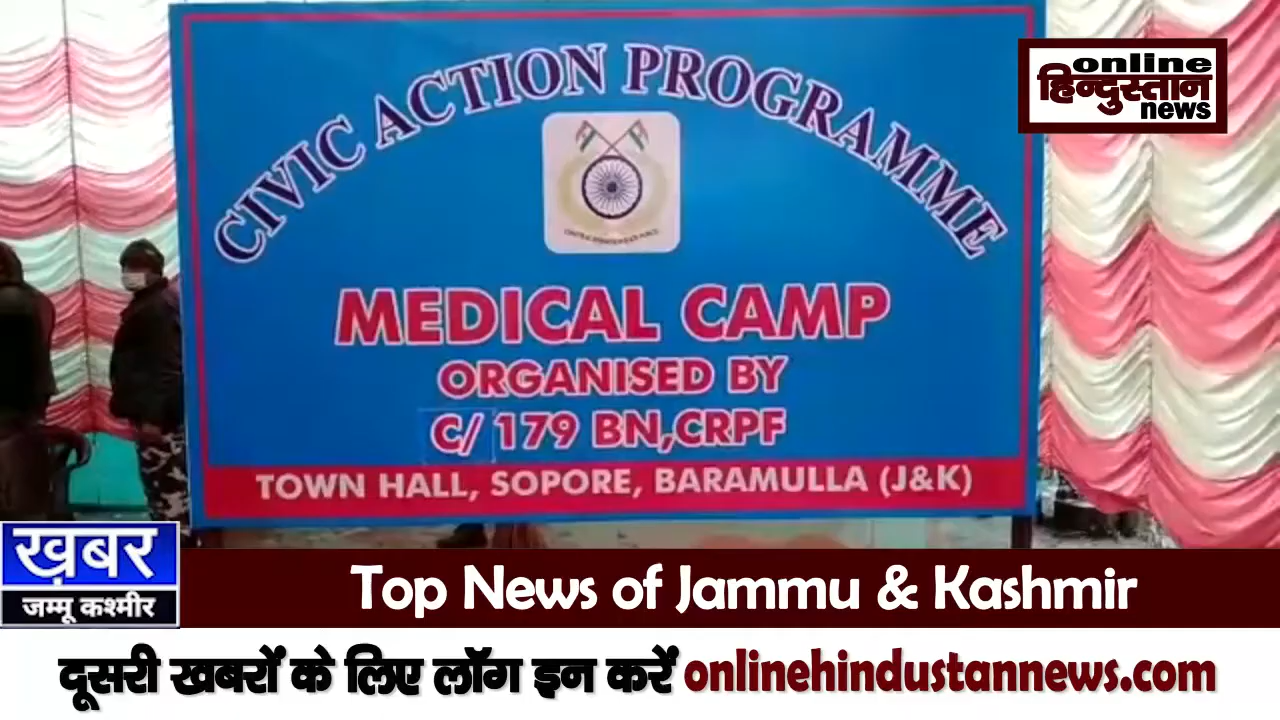 CIVIC ACTION PROGRAMME
online
हिन्दुस्तान
news
MEDICAL CAMP
ORGANISED BY
C/ 179 BN,CRPF
TOWN HALL, SOPORE, BARAMULLA (J&K)
ख़बर
जम्मू कश्मीर
Top News of Jammu & Kashmir
दूसरी खबरों के लिए लॉग इन करें onlinehindustannews.com